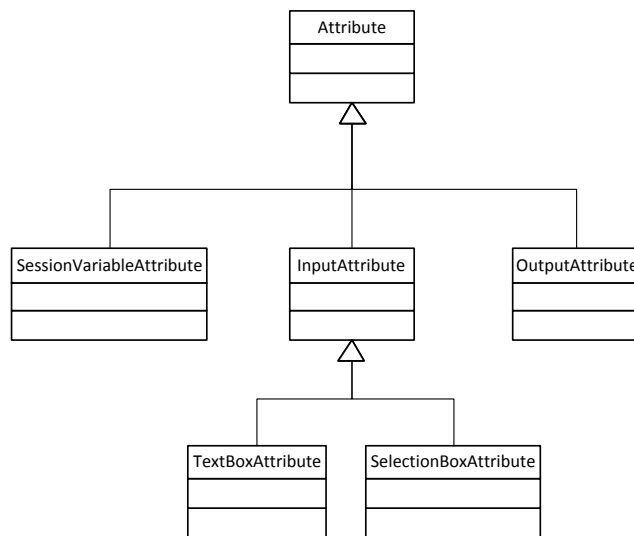 Attribute
SessionVariableAttribute
InputAttribute
OutputAttribute
TextBoxAttribute
SelectionBoxAttribute